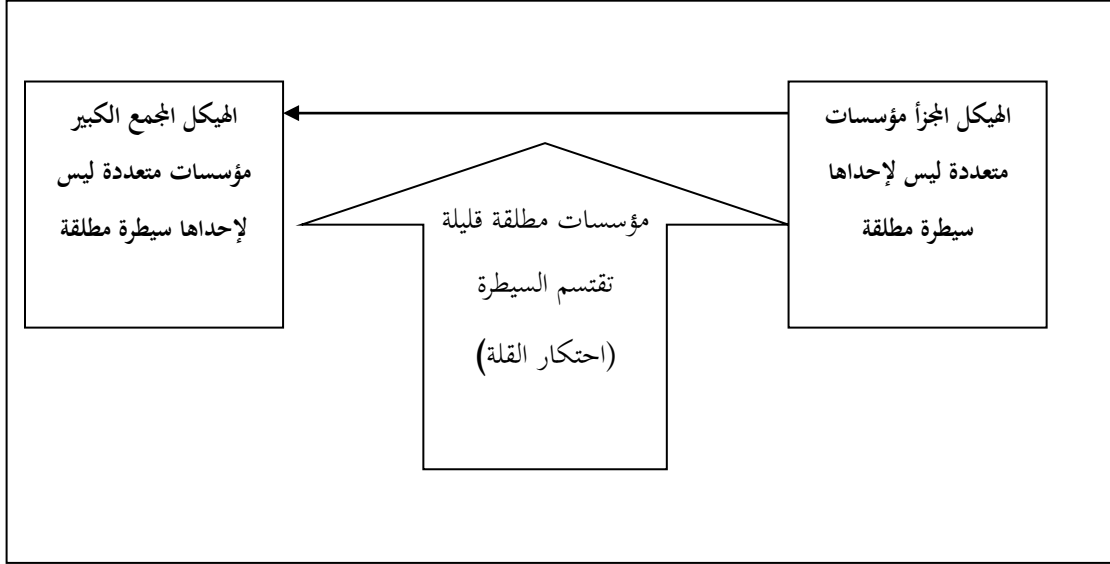 الهيكل المجزأ مؤسسات
متعددة ليس لإحداها
سيطرة مطلقة
مؤسسات مطلقة قليلة
تقتسم السيطرة
(احتكار القلة)
الهيكل المجمع الكبير
مؤسسات متعددة ليس
لإحداها سيطرة مطلقة